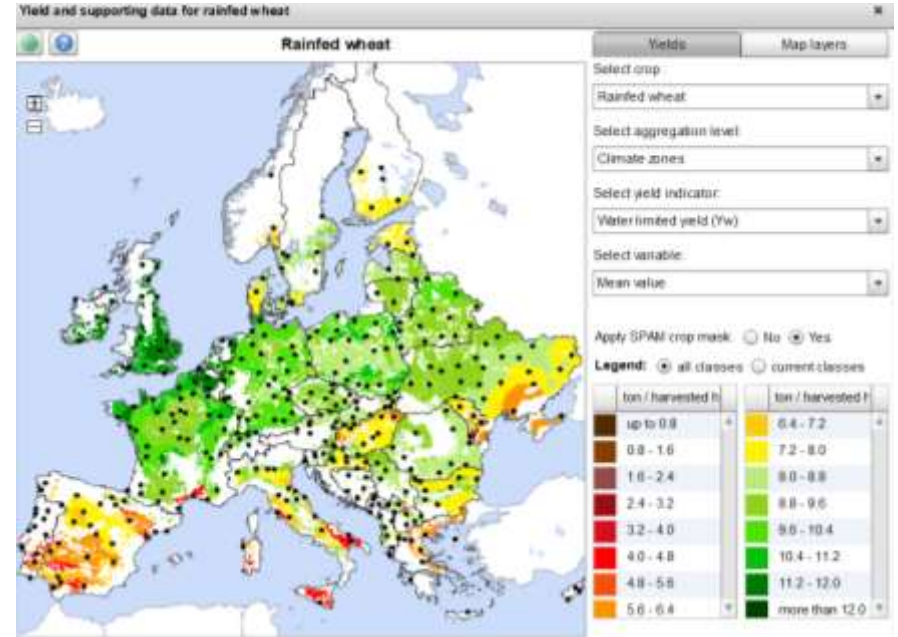 Yield and supporting data for rainfed wheat
Rainfed wheat
Yields
Map layers
Select crop
Rainfed wheat
Select aggregation level
Climate zones
Select yield indicator:
Water limited yield (Yw)
Select variable:
Mean value
Apply SPAM crop mask: No Yes
Legend: all classes current classes
ton / harvested h
up to 0.8
0.8 - 1.6
1.6 - 2.4
2.4 - 3.2
3.2 - 4.0
4.0 - 4.8
4.8 - 5.6
5.6 - 6.4
ton / harvested h
6.4 - 7.2
7.2 - 8.0
8.0 - 8.8
8.8 - 9.6
9.6 - 10.4
10.4 - 11.2
11.2 - 12.0
more than 12.0